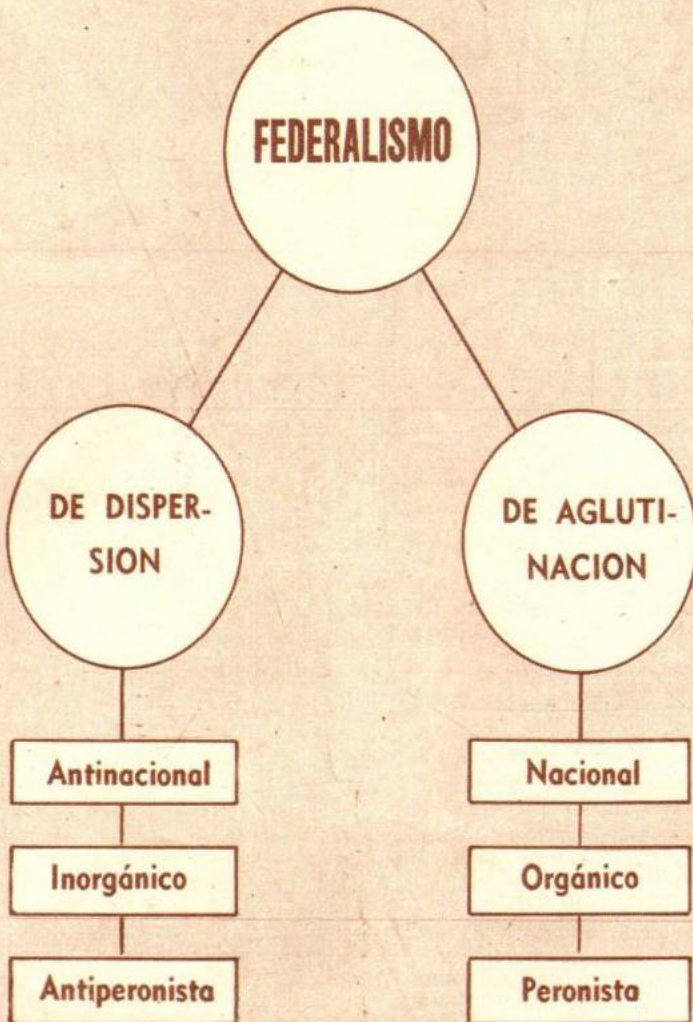 FEDERALISMO
DE DISPER-
SION
DE AGLUTI-
NACION
Antinacional
Inorgánico
Antiperonista
Nacional
Orgánico
Peronista